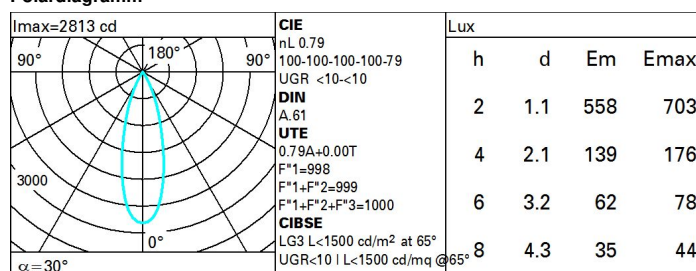 Imax=2813 cd
90°
180°
90°
3000
0°
α=30°
CIE
nL 0.79
100-100-100-100-79
UGR <10-<10
DIN
A.61
UTE
0.79A+0.00T
F"1=998
F"1+F"2=999
F"1+F"2+F"3=1000
CIBSE
LG3 L<1500 cd/m² at 65°
UGR<10 | L<1500 cd/mq @65°
Lux
h d Em Emax
2 1.1 558 703
4 2.1 139 176
6 3.2 62 78
8 4.3 35 44